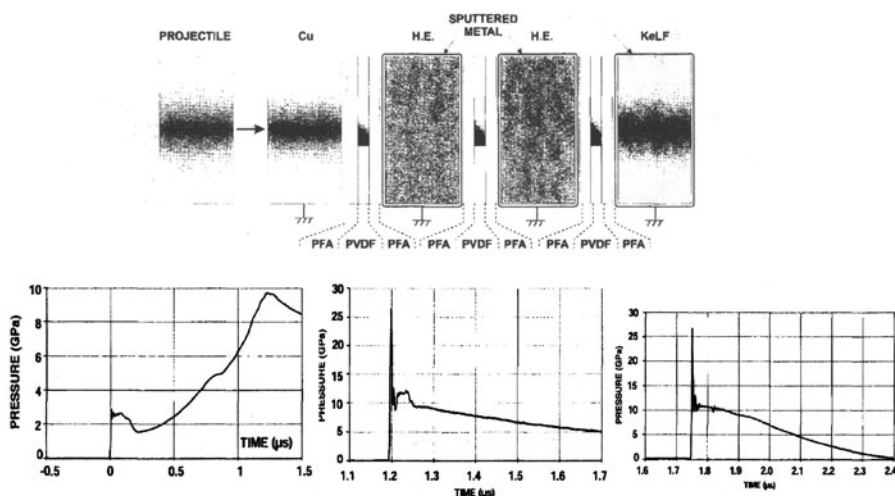 SPUTTERED
PROJECTILE Cu H.E. METAL H.E. KeLF
PFA PVDF PFA PFA PVDF PFA PFA PVDF PFA
PRESSURE (GPa)
10
8
6
4
2
0
-0.5 0 0.5 1 1.5
TIME (µs)
PRESSURE (GPa)
30
25
20
15
10
5
0
1.1 1.2 1.3 1.4 1.5 1.6 1.7
TIME (µs)
PRESSURE (GPa)
30
25
20
15
10
5
0
1.6 1.7 1.8 1.9 2.0 2.1 2.2 2.3 2.4
TIME (µs)